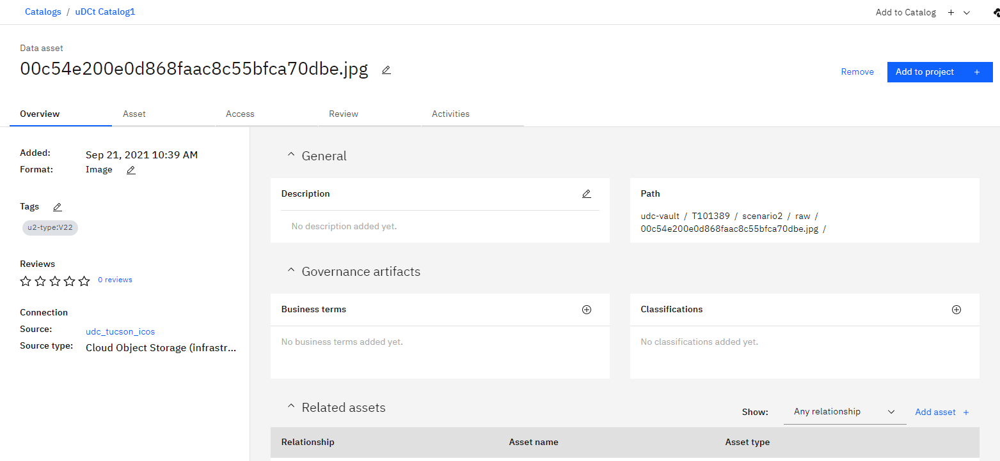 Catalogs / uDCt Catalog1
Add to Catalog
Data asset
00c54e200e0d868faac8c55bfca70dbe.jpg
Remove
Add to project +
Overview
Asset
Access
Review
Activities
Added: Sep 21, 2021 10:39 AM
Format: Image
Tags
u2-type:V22
Reviews
0 reviews
Connection
Source: udc_tucson_icos
Source type: Cloud Object Storage (infrastr...
General
Description
No description added yet.
Path
udc-vault / T101389 / scenario2 / raw /
00c54e200e0d868faac8c55bfca70dbe.jpg /
Governance artifacts
Business terms
No business terms added yet.
Classifications
No classifications added yet.
Related assets
Show: Any relationship
Add asset +
Relationship
Asset name
Asset type